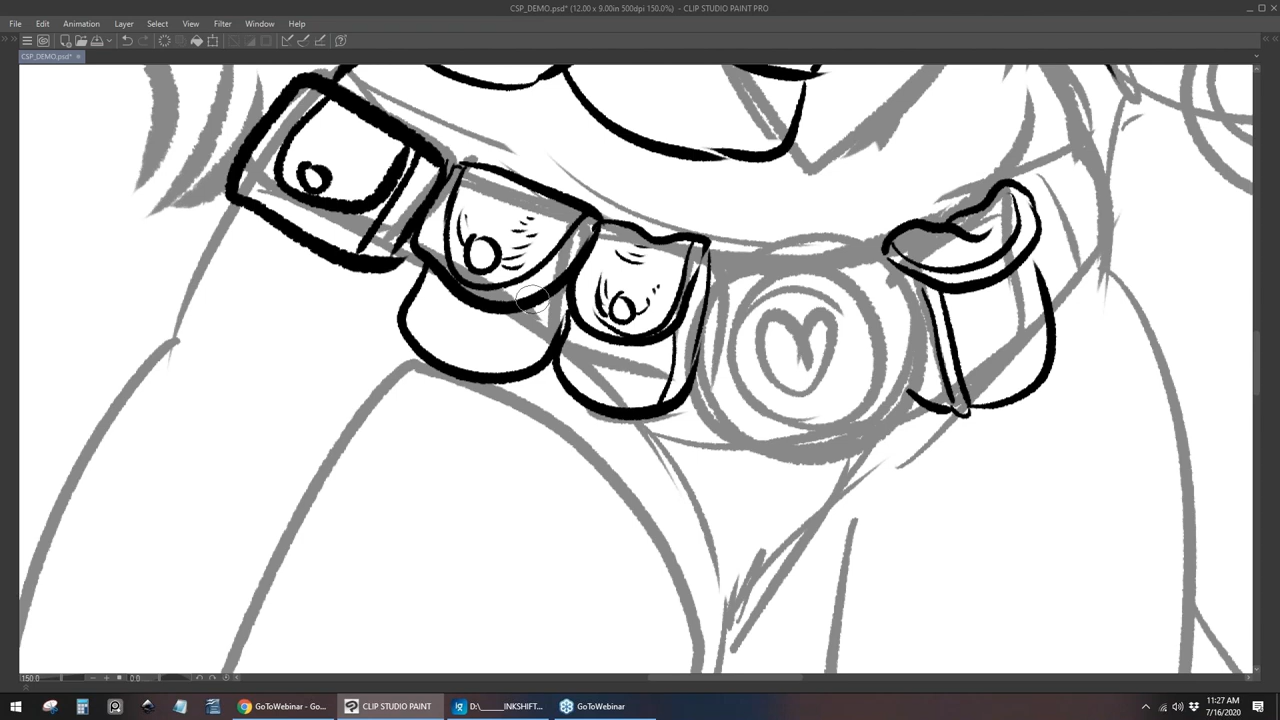 CSP_DEMO.psd* (12.00 x 9.00in 500dpi 150.0%) - CLIP STUDIO PAINT PRO
File Edit Animation Layer Select View Filter Window Help
CSP_DEMO.psd*
150.0 0.0
GoToWebinar - Go... CLIP STUDIO PAINT D:\_____INKSHIFT... GoToWebinar
11:27 AM
7/16/2020